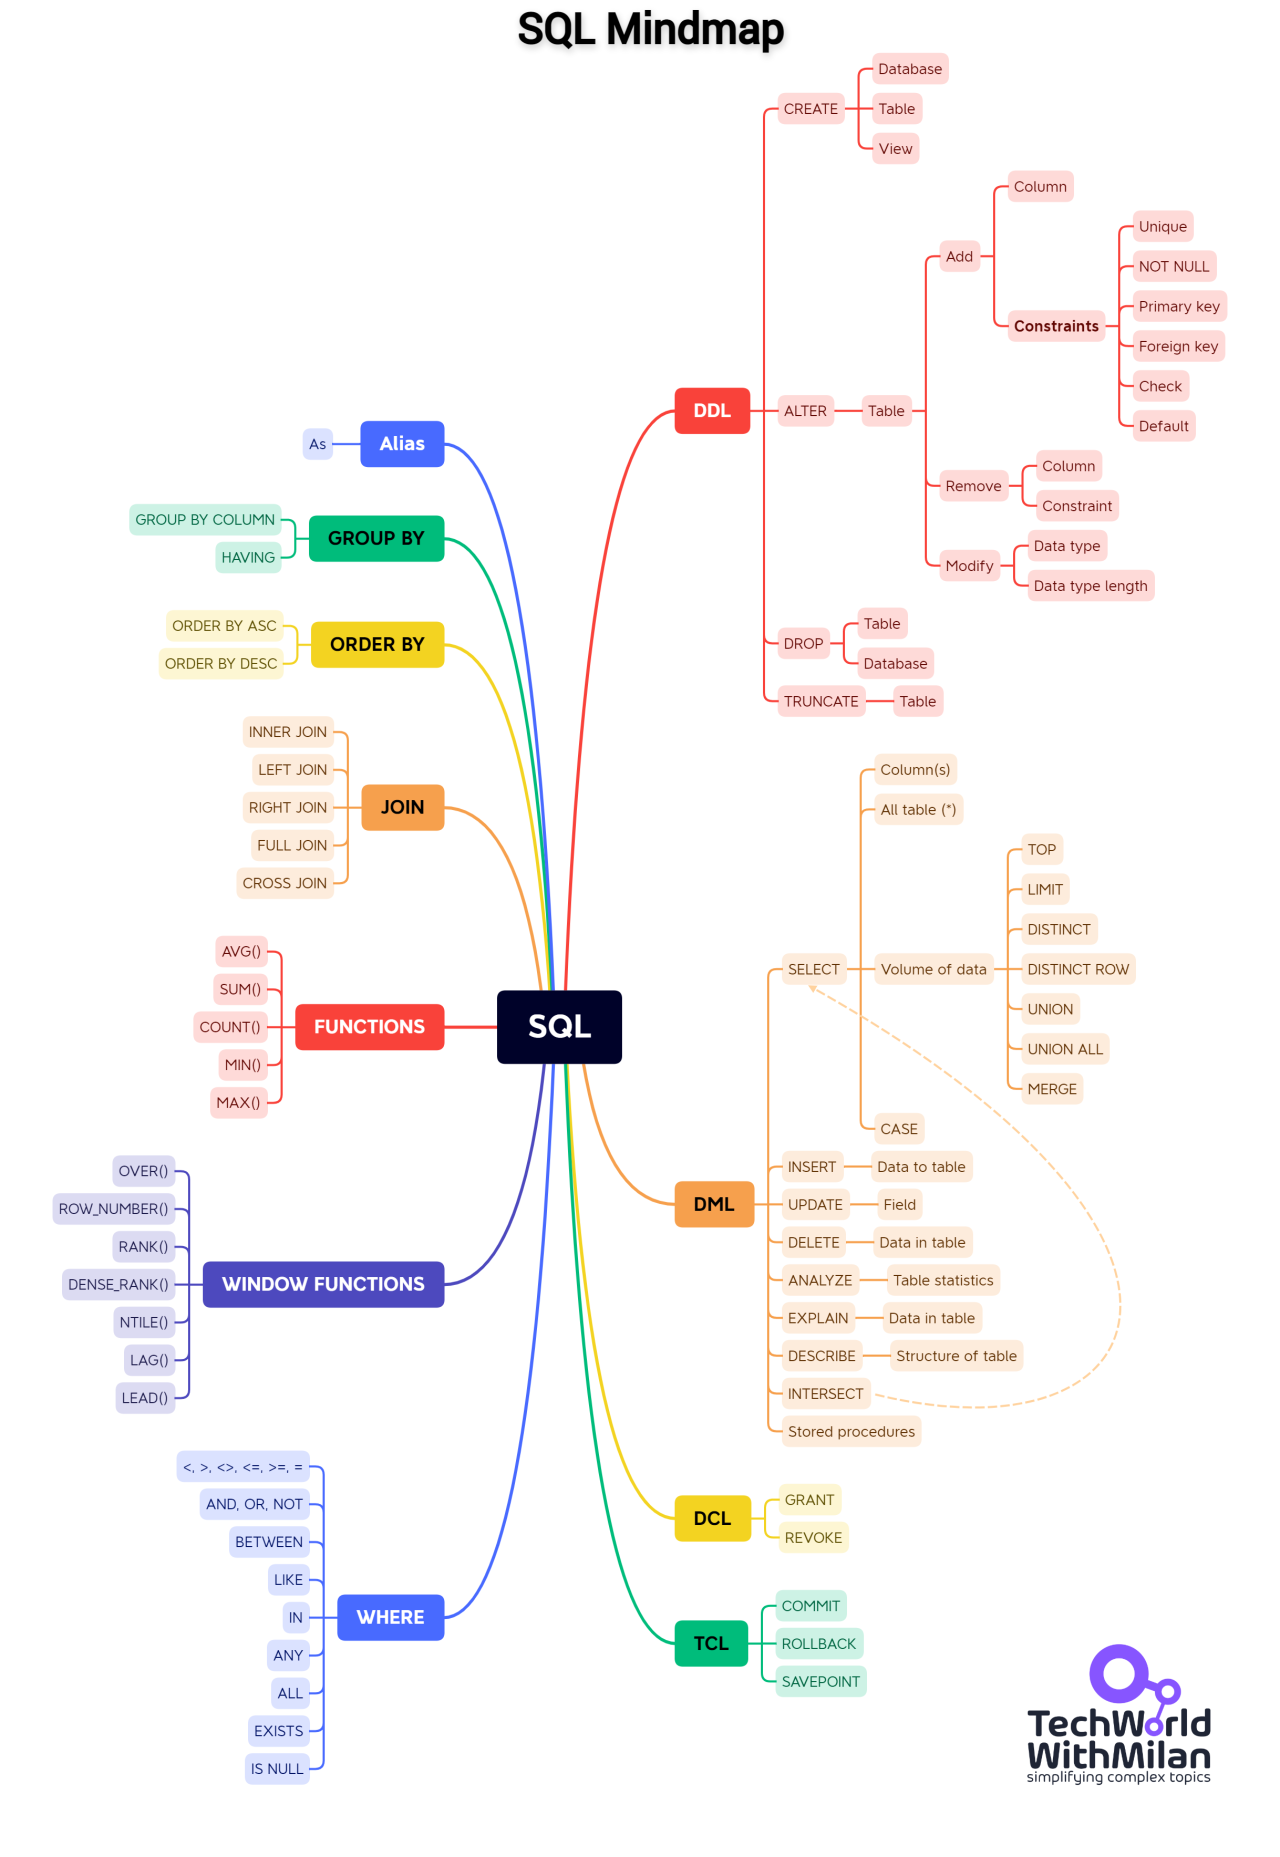 SQL Mindmap
Database
CREATE
Table
View
Column
Unique
Add
NOT NULL
Primary key
Constraints
Foreign key
Check
DDL
ALTER
Table
Default
Column
Remove
Constraint
Data type
Modify
Data type length
Table
DROP
Database
TRUNCATE
Table
As
Alias
GROUP BY COLUMN
GROUP BY
HAVING
ORDER BY ASC
ORDER BY
ORDER BY DESC
INNER JOIN
LEFT JOIN
RIGHT JOIN
JOIN
FULL JOIN
CROSS JOIN
AVG()
SUM()
COUNT()
FUNCTIONS
MIN()
MAX()
SQL
Column(s)
All table (*)
TOP
LIMIT
DISTINCT
SELECT
Volume of data
DISTINCT ROW
UNION
UNION ALL
MERGE
CASE
INSERT
Data to table
DML
UPDATE
Field
DELETE
Data in table
ANALYZE
Table statistics
EXPLAIN
Data in table
DESCRIBE
Structure of table
INTERSECT
Stored procedures
OVER()
ROW_NUMBER()
RANK()
DENSE_RANK()
WINDOW FUNCTIONS
NTILE()
LAG()
LEAD()
<, >, <>, <=, >=, =
AND, OR, NOT
BETWEEN
LIKE
IN
WHERE
ANY
ALL
EXISTS
IS NULL
GRANT
DCL
REVOKE
COMMIT
TCL
ROLLBACK
SAVEPOINT
TechWorld
WithMilan
simplifying complex topics